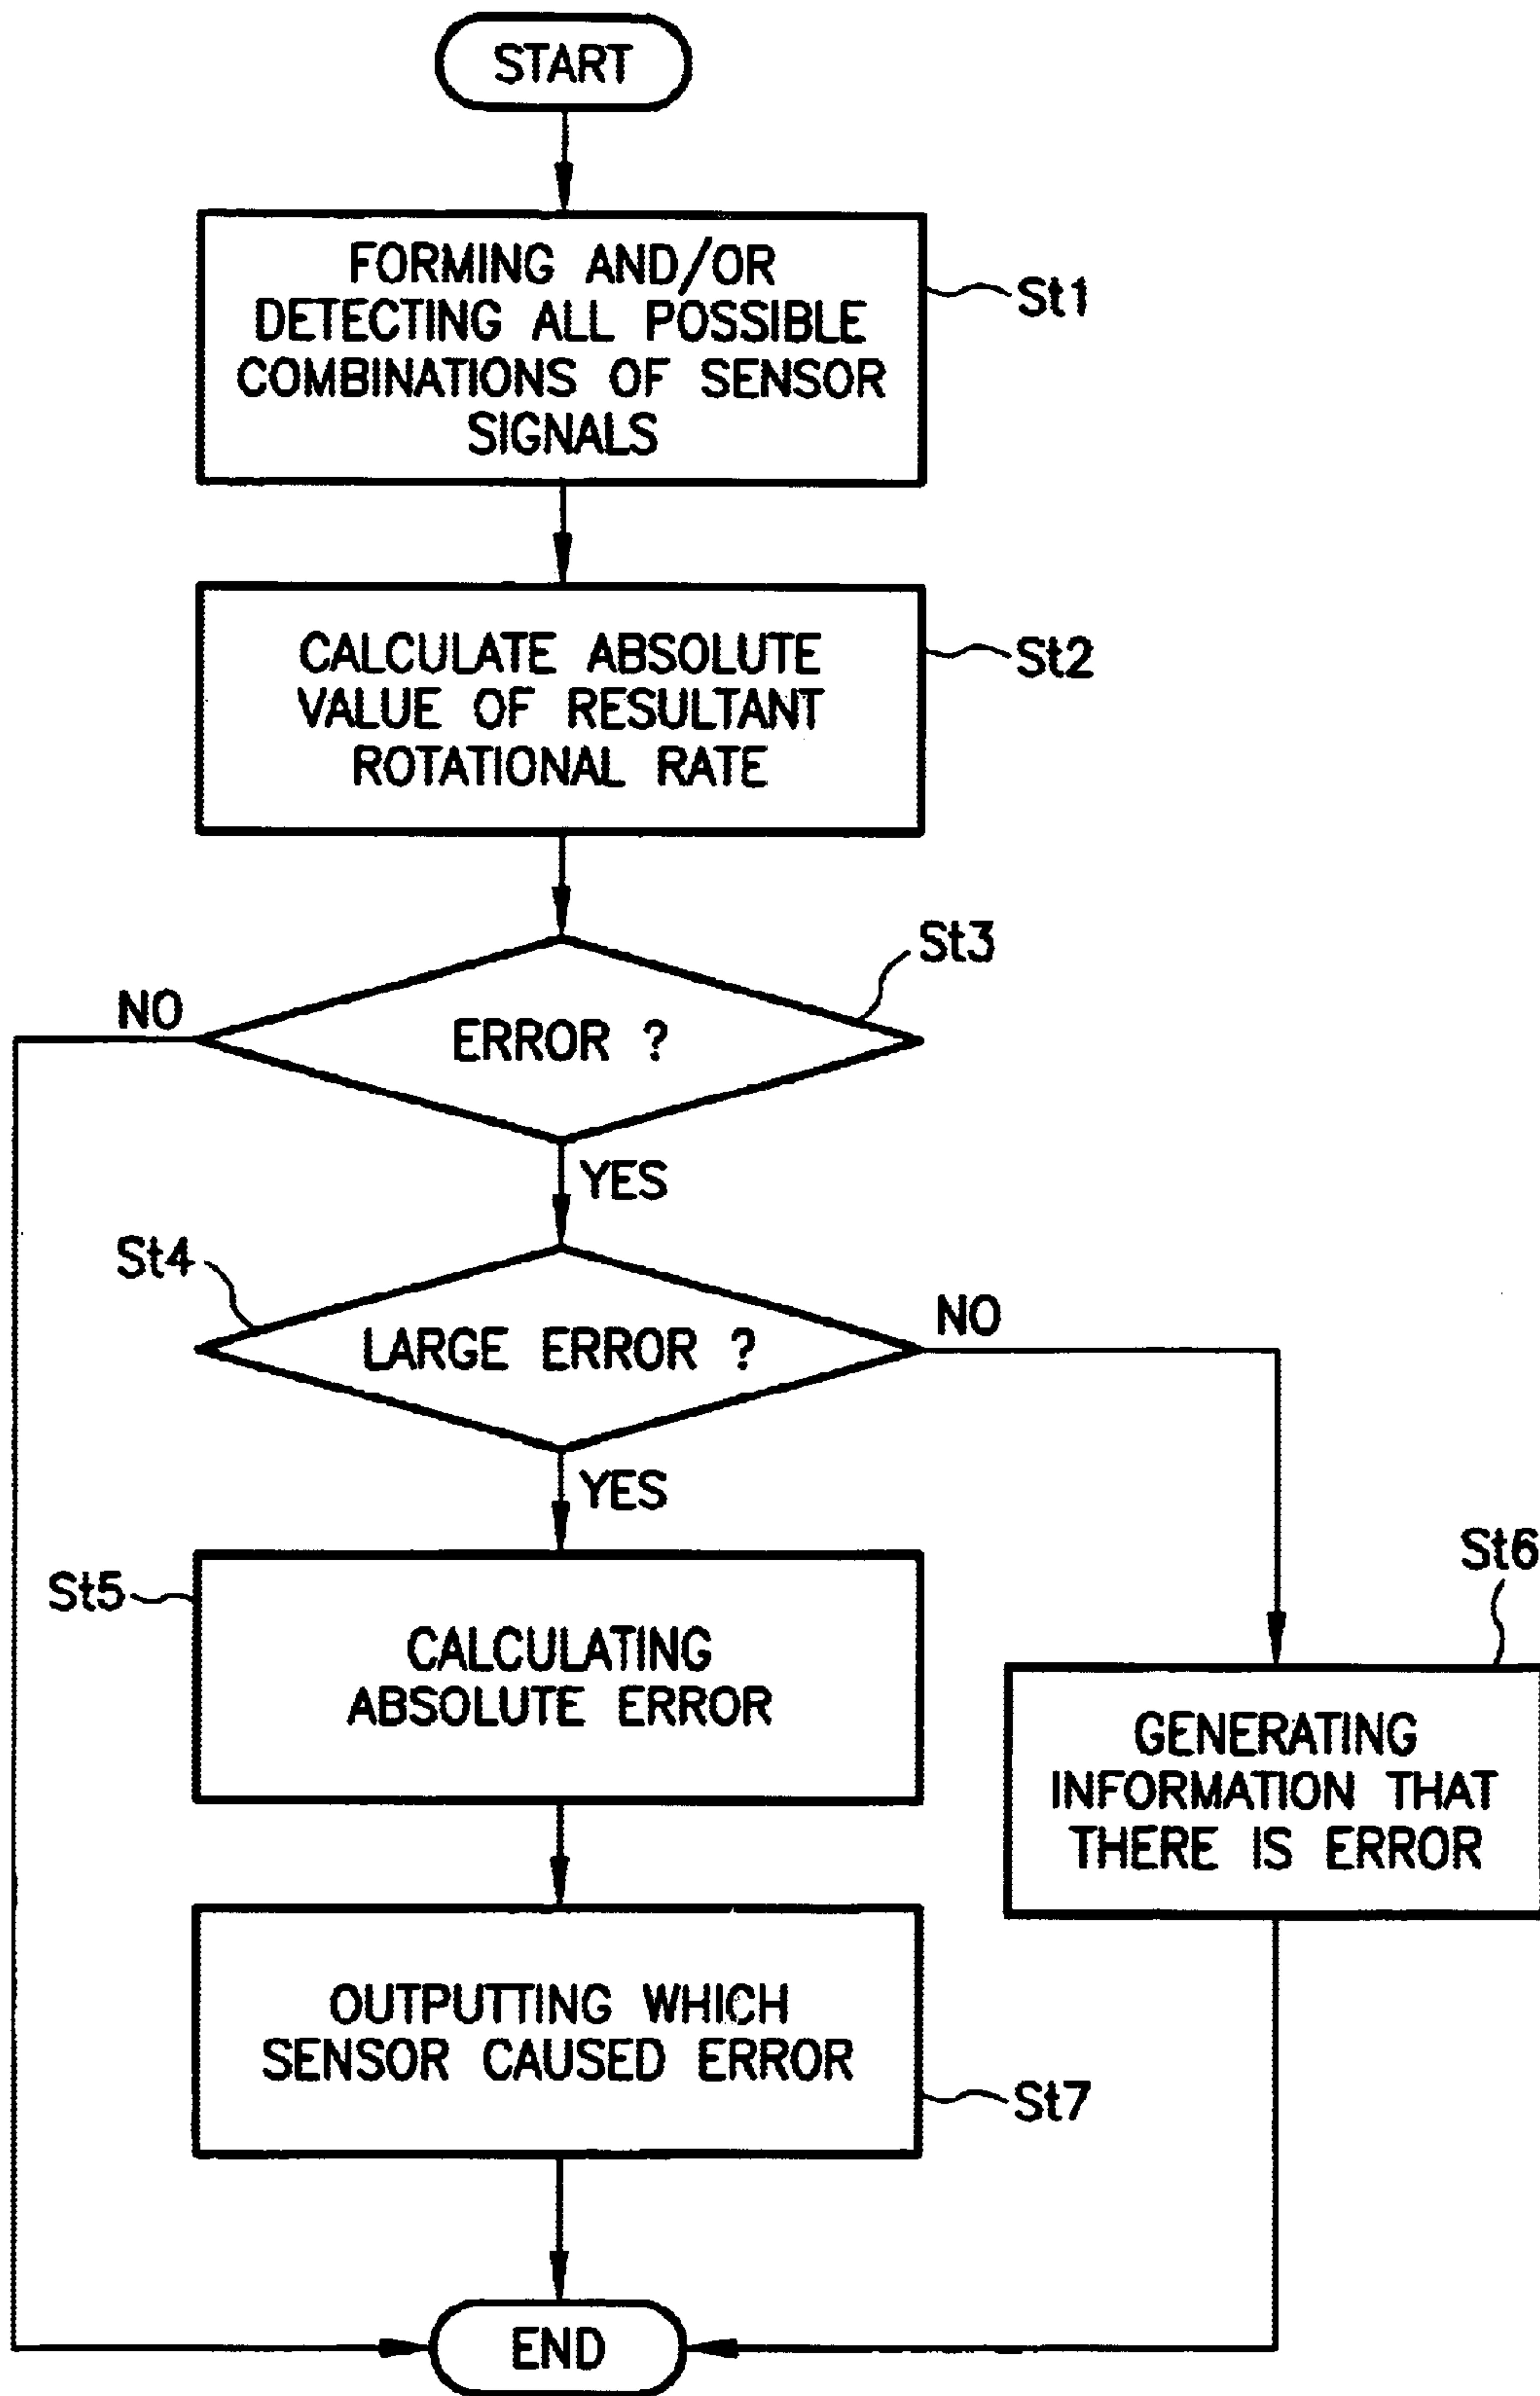 START
FORMING AND/OR
DETECTING ALL POSSIBLE
COMBINATIONS OF SENSOR
SIGNALS
St1
CALCULATE ABSOLUTE
VALUE OF RESULTANT
ROTATIONAL RATE
St2
St3
NO
ERROR ?
YES
St4
LARGE ERROR ?
NO
YES
St5
CALCULATING
ABSOLUTE ERROR
St6
GENERATING
INFORMATION THAT
THERE IS ERROR
OUTPUTTING WHICH
SENSOR CAUSED ERROR
St7
END